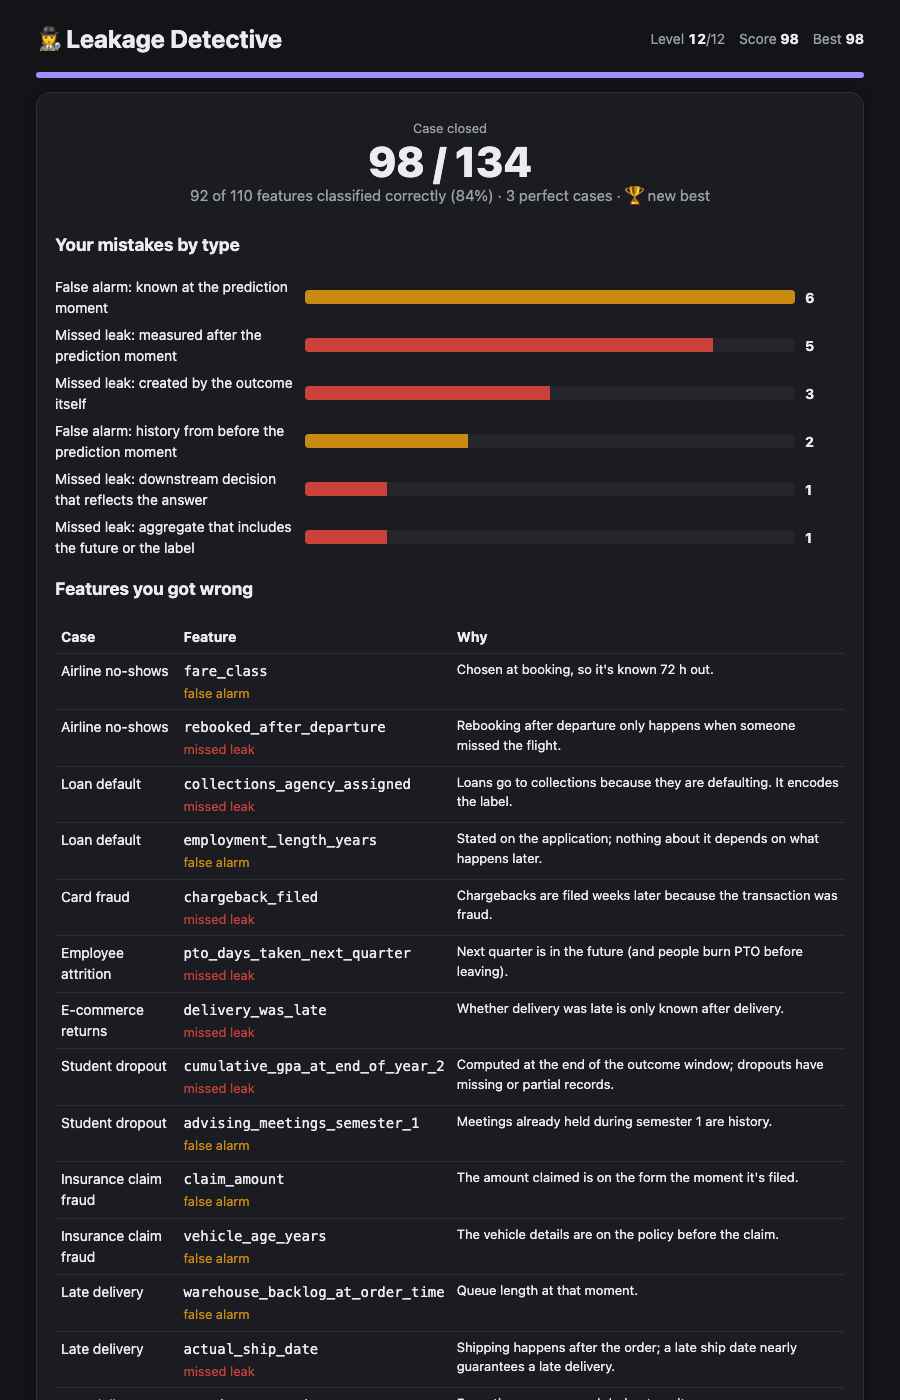 Leakage Detective
Level 12/12 Score 98 Best 98
Case closed
98 / 134
92 of 110 features classified correctly (84%) · 3 perfect cases · 🏆 new best
Your mistakes by type
False alarm: known at the prediction
moment
6
Missed leak: measured after the
prediction moment
5
Missed leak: created by the outcome
itself
3
False alarm: history from before the
prediction moment
2
Missed leak: downstream decision
that reflects the answer
1
Missed leak: aggregate that includes
the future or the label
1
Features you got wrong
Case Feature Why
Airline no-shows fare_class Chosen at booking, so it's known 72 h out.
false alarm
Airline no-shows rebooked_after_departure Rebooking after departure only happens when someone
missed leak missed the flight.
Loan default collections_agency_assigned Loans go to collections because they are defaulting. It encodes
missed leak the label.
Loan default employment_length_years Stated on the application; nothing about it depends on what
false alarm happens later.
Card fraud chargeback_filed Chargebacks are filed weeks later because the transaction was
missed leak fraud.
Employee pto_days_taken_next_quarter Next quarter is in the future (and people burn PTO before
attrition missed leak leaving).
E-commerce delivery_was_late Whether delivery was late is only known after delivery.
returns missed leak
Student dropout cumulative_gpa_at_end_of_year_2 Computed at the end of the outcome window; dropouts have
missed leak missing or partial records.
Student dropout advising_meetings_semester_1 Meetings already held during semester 1 are history.
false alarm
Insurance claim claim_amount The amount claimed is on the form the moment it's filed.
fraud false alarm
Insurance claim vehicle_age_years The vehicle details are on the policy before the claim.
fraud false alarm
Late delivery warehouse_backlog_at_order_time Queue length at that moment.
false alarm
Late delivery actual_ship_date Shipping happens after the order; a late ship date nearly
missed leak guarantees a late delivery.